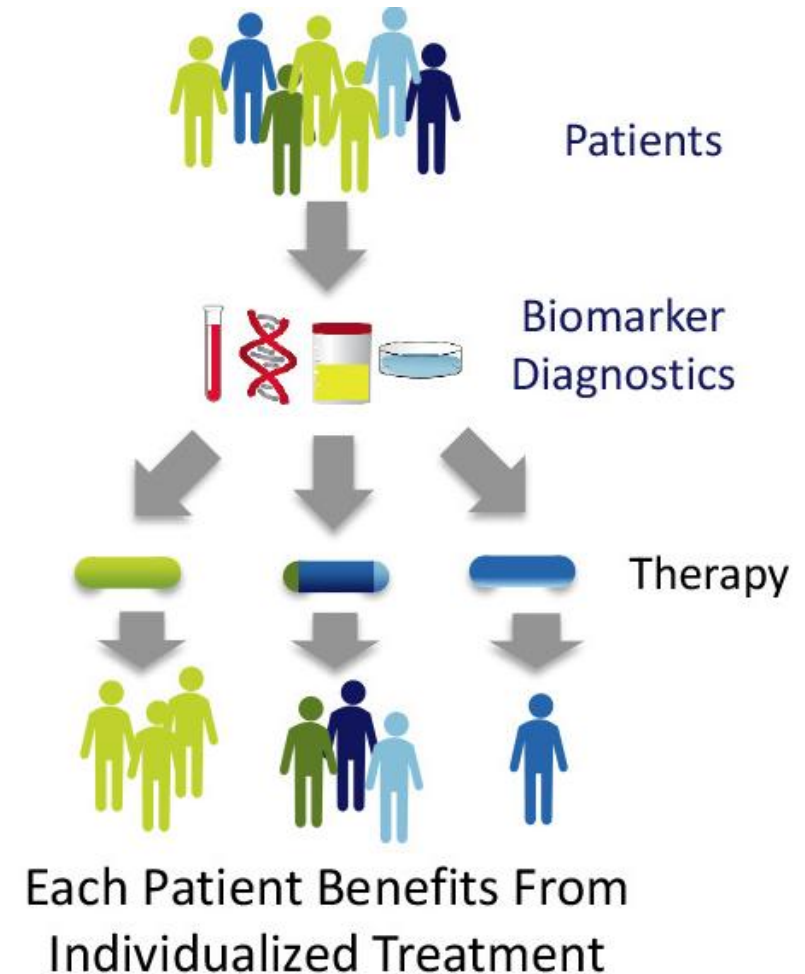 Patients
Biomarker
Diagnostics
Therapy
Each Patient Benefits From
Individualized Treatment